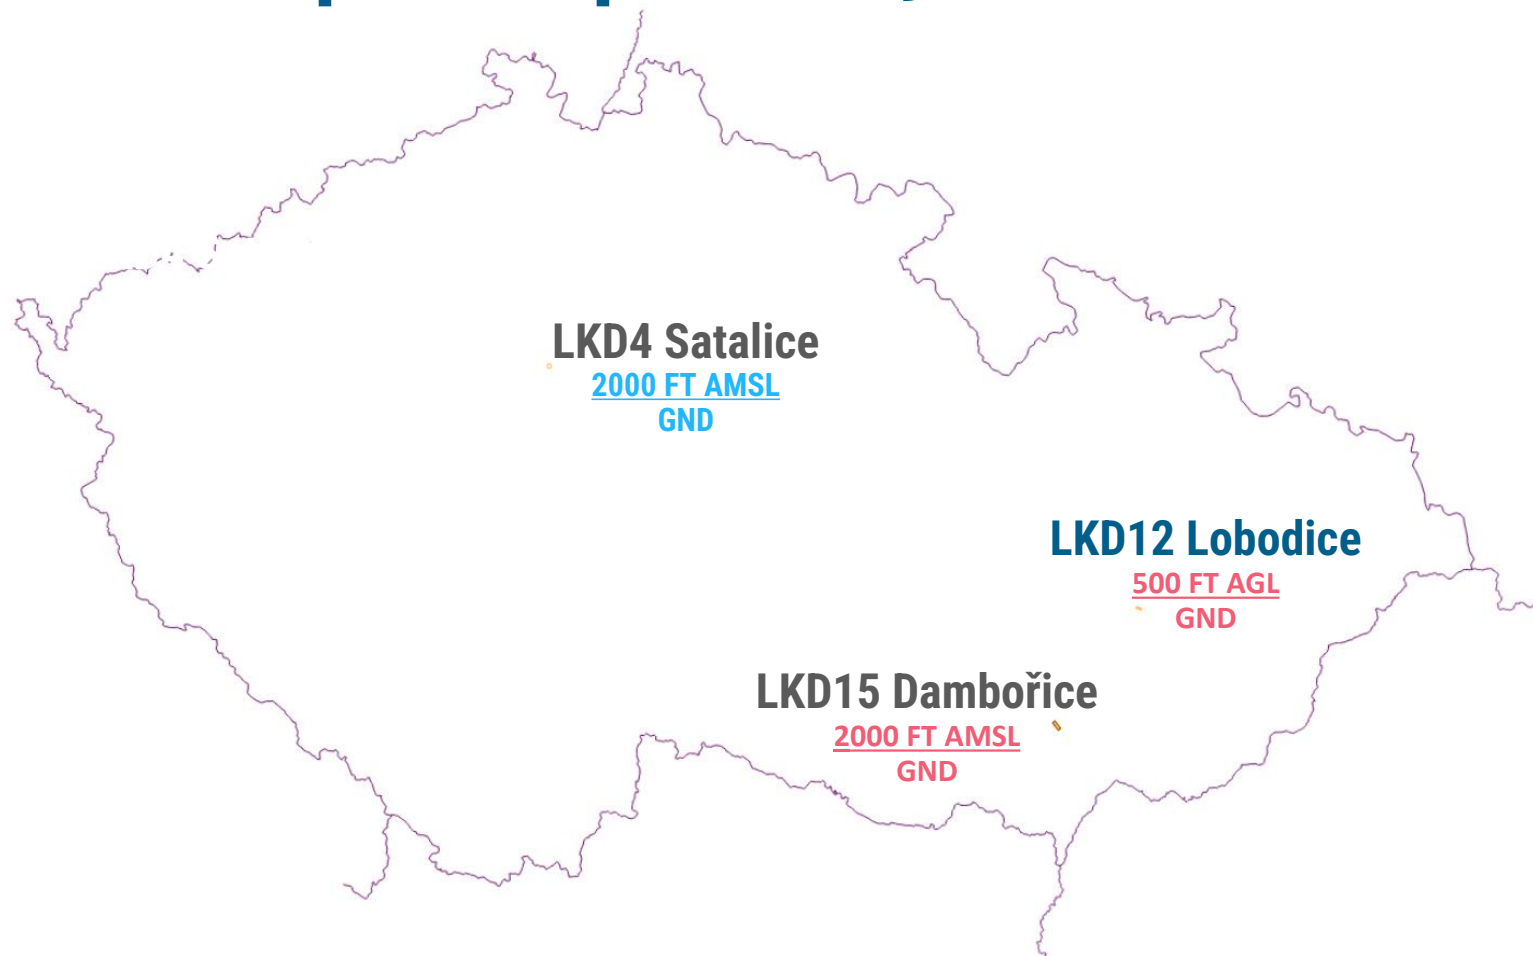 LKD4 Satalice
2000 FT AMSL
GND
LKD12 Lobodice
500 FT AGL
GND
LKD15 Dambořice
2000 FT AMSL
GND